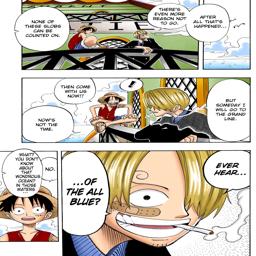 AFTER
ALL
THAT'S
HAPPENED...
THERE'S
EVEN MORE
REASON NOT
TO GO.
NONE OF
THESE SLOBS
CAN BE
COUNTED ON.
BUT
SOMEDAY I
WILL GO TO
THE GRAND
LINE.
!
THEN COME
WITH US
NOW!!
NOW'S
NOT THE
TIME.
EVER
HEAR...
...OF
THE ALL
BLUE?
NO.
WHAT?
YOU DON'T
KNOW
ABOUT
THAT
WONDROUS
OCEAN
IN THOSE
WATERS